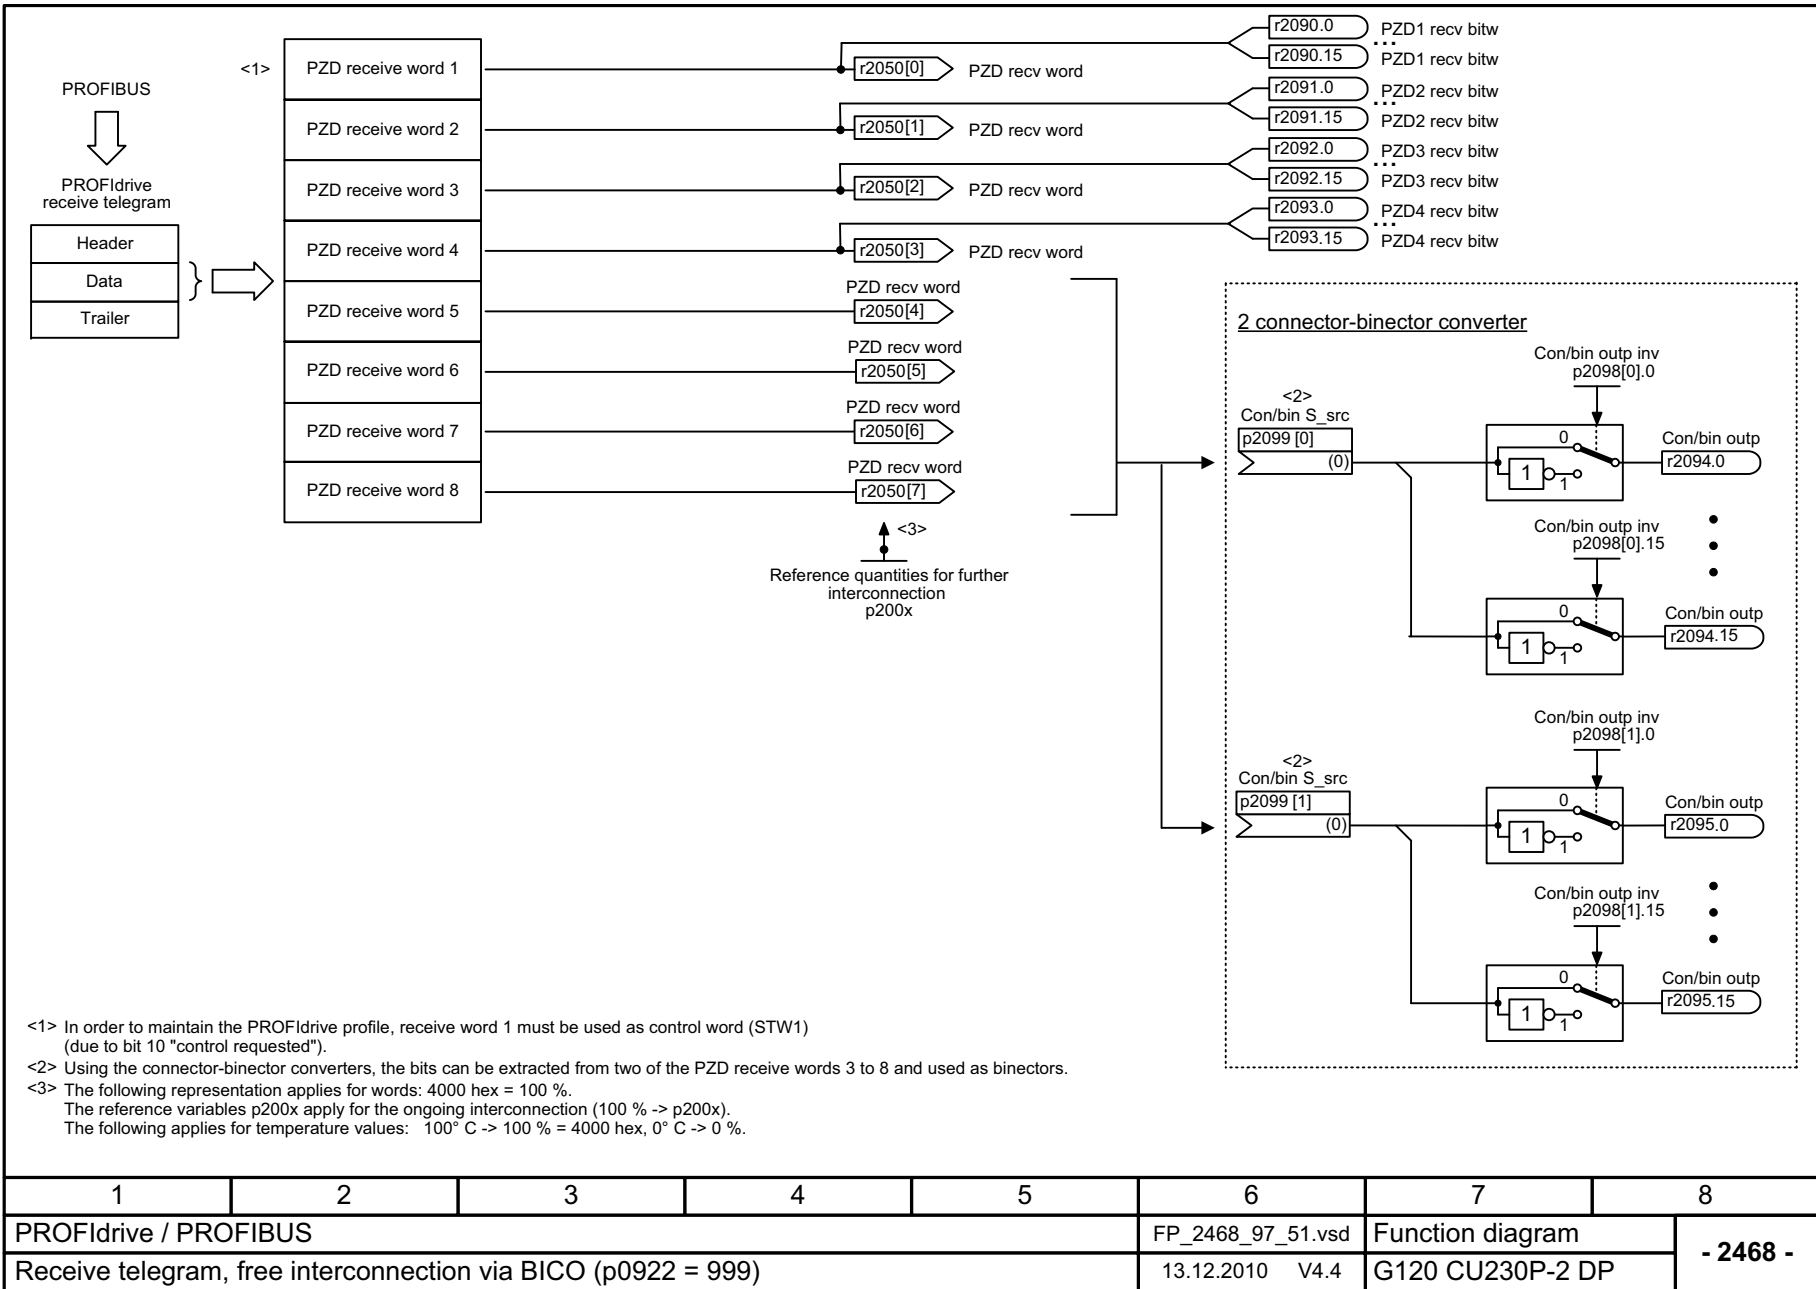 PROFIBUS
PROFIdrive
receive telegram
Header
Data
Trailer
<1>
PZD receive word 1
PZD receive word 2
PZD receive word 3
PZD receive word 4
PZD receive word 5
PZD receive word 6
PZD receive word 7
PZD receive word 8
r2050[0] PZD recv word
r2050[1] PZD recv word
r2050[2] PZD recv word
r2050[3] PZD recv word
PZD recv word
r2050[4]
PZD recv word
r2050[5]
PZD recv word
r2050[6]
PZD recv word
r2050[7]
<3>
Reference quantities for further
interconnection
p200x
r2090.0 PZD1 recv bitw
...
r2090.15 PZD1 recv bitw
r2091.0 PZD2 recv bitw
...
r2091.15 PZD2 recv bitw
r2092.0 PZD3 recv bitw
...
r2092.15 PZD3 recv bitw
r2093.0 PZD4 recv bitw
...
r2093.15 PZD4 recv bitw
2 connector-binector converter
<2>
Con/bin S_src
p2099 [0]
(0)
Con/bin outp inv
p2098[0].0
0
1
1
Con/bin outp
r2094.0
Con/bin outp inv
p2098[0].15
0
1
1
Con/bin outp
r2094.15
<2>
Con/bin S_src
p2099 [1]
(0)
Con/bin outp inv
p2098[1].0
0
1
1
Con/bin outp
r2095.0
Con/bin outp inv
p2098[1].15
0
1
1
Con/bin outp
r2095.15
<1> In order to maintain the PROFIdrive profile, receive word 1 must be used as control word (STW1)
(due to bit 10 "control requested").
<2> Using the connector-binector converters, the bits can be extracted from two of the PZD receive words 3 to 8 and used as binectors.
<3> The following representation applies for words: 4000 hex = 100 %.
The reference variables p200x apply for the ongoing interconnection (100 % -> p200x).
The following applies for temperature values: 100° C -> 100 % = 4000 hex, 0° C -> 0 %.
1 2 3 4 5 6 7 8
PROFIdrive / PROFIBUS FP_2468_97_51.vsd Function diagram
- 2468 -
Receive telegram, free interconnection via BICO (p0922 = 999) 13.12.2010 V4.4 G120 CU230P-2 DP